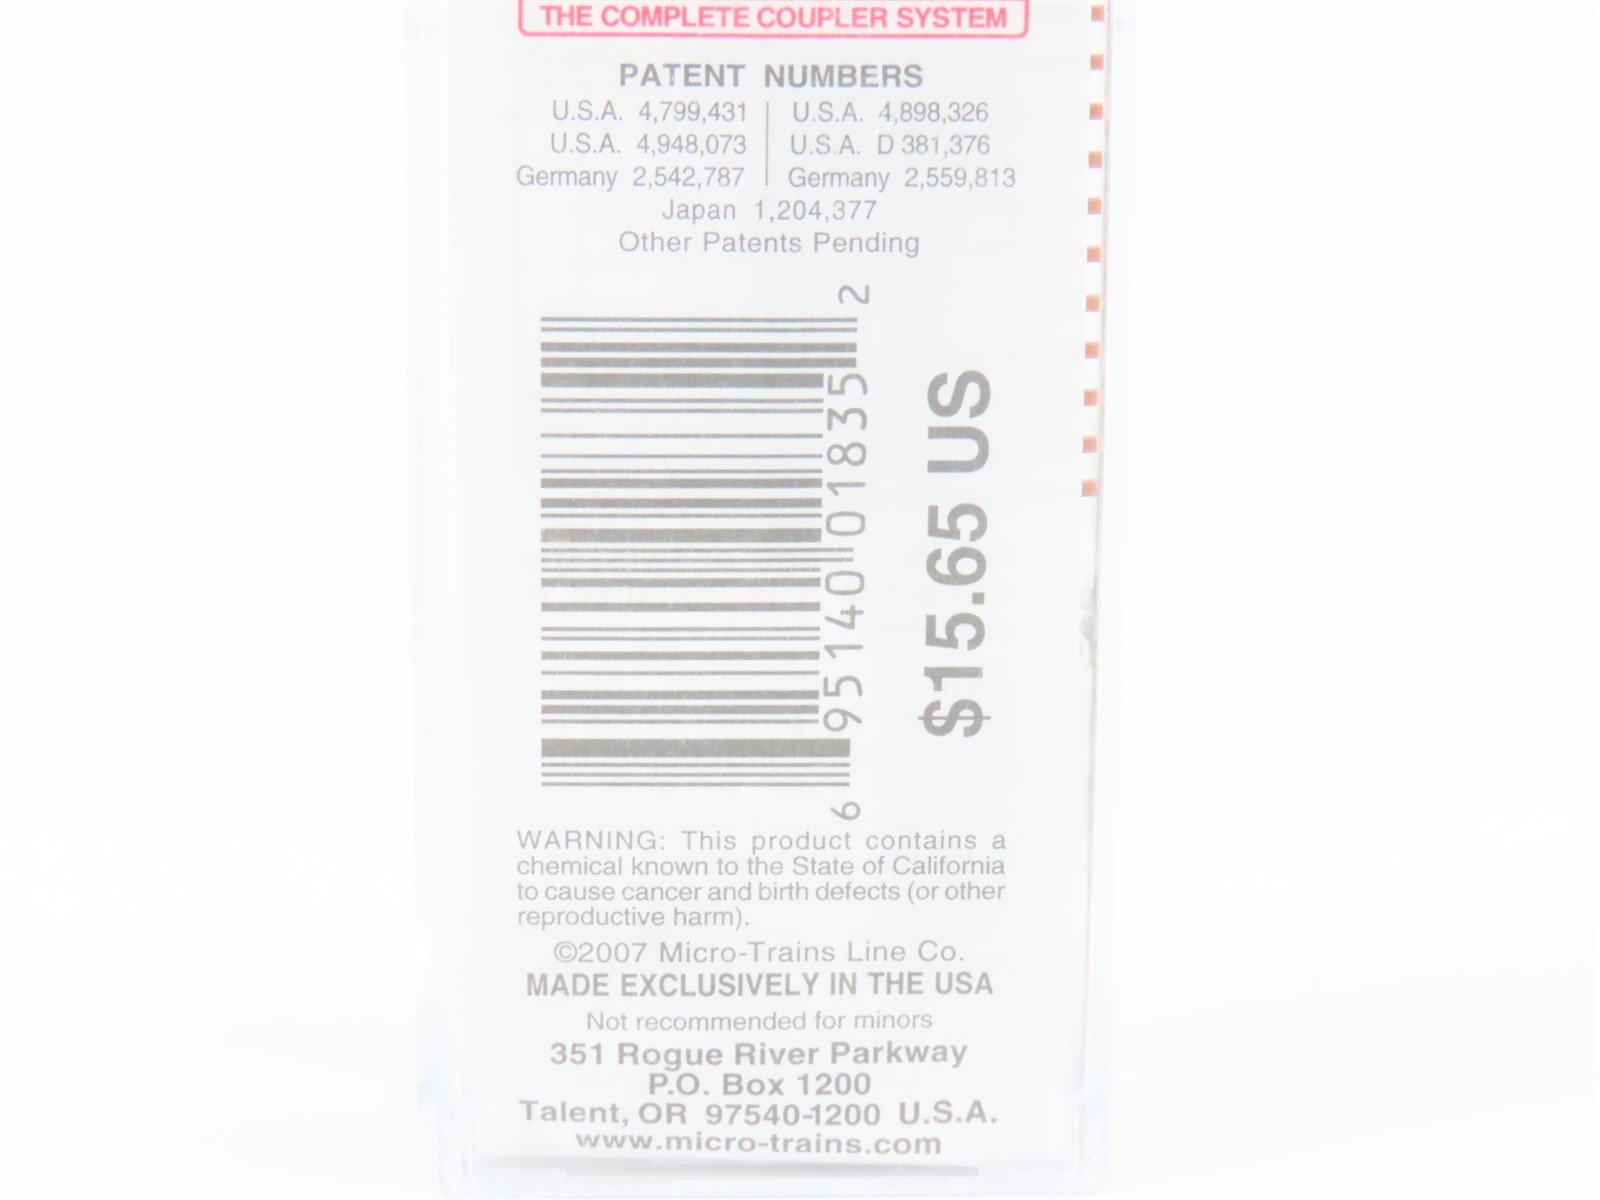 THE COMPLETE COUPLER SYSTEM
PATENT NUMBERS
U.S.A. 4,799,431 | U.S.A. 4,898,326
U.S.A. 4,948,073 | U.S.A. D 381,376
Germany 2,542,787 | Germany 2,559,813
Japan 1,204,377
Other Patents Pending
6 95140 01835 2
$15.65 US
WARNING: This product contains a
chemical known to the State of California
to cause cancer and birth defects (or other
reproductive harm).
©2007 Micro-Trains Line Co.
MADE EXCLUSIVELY IN THE USA
Not recommended for minors
351 Rogue River Parkway
P.O. Box 1200
Talent, OR 97540-1200 U.S.A.
www.micro-trains.com